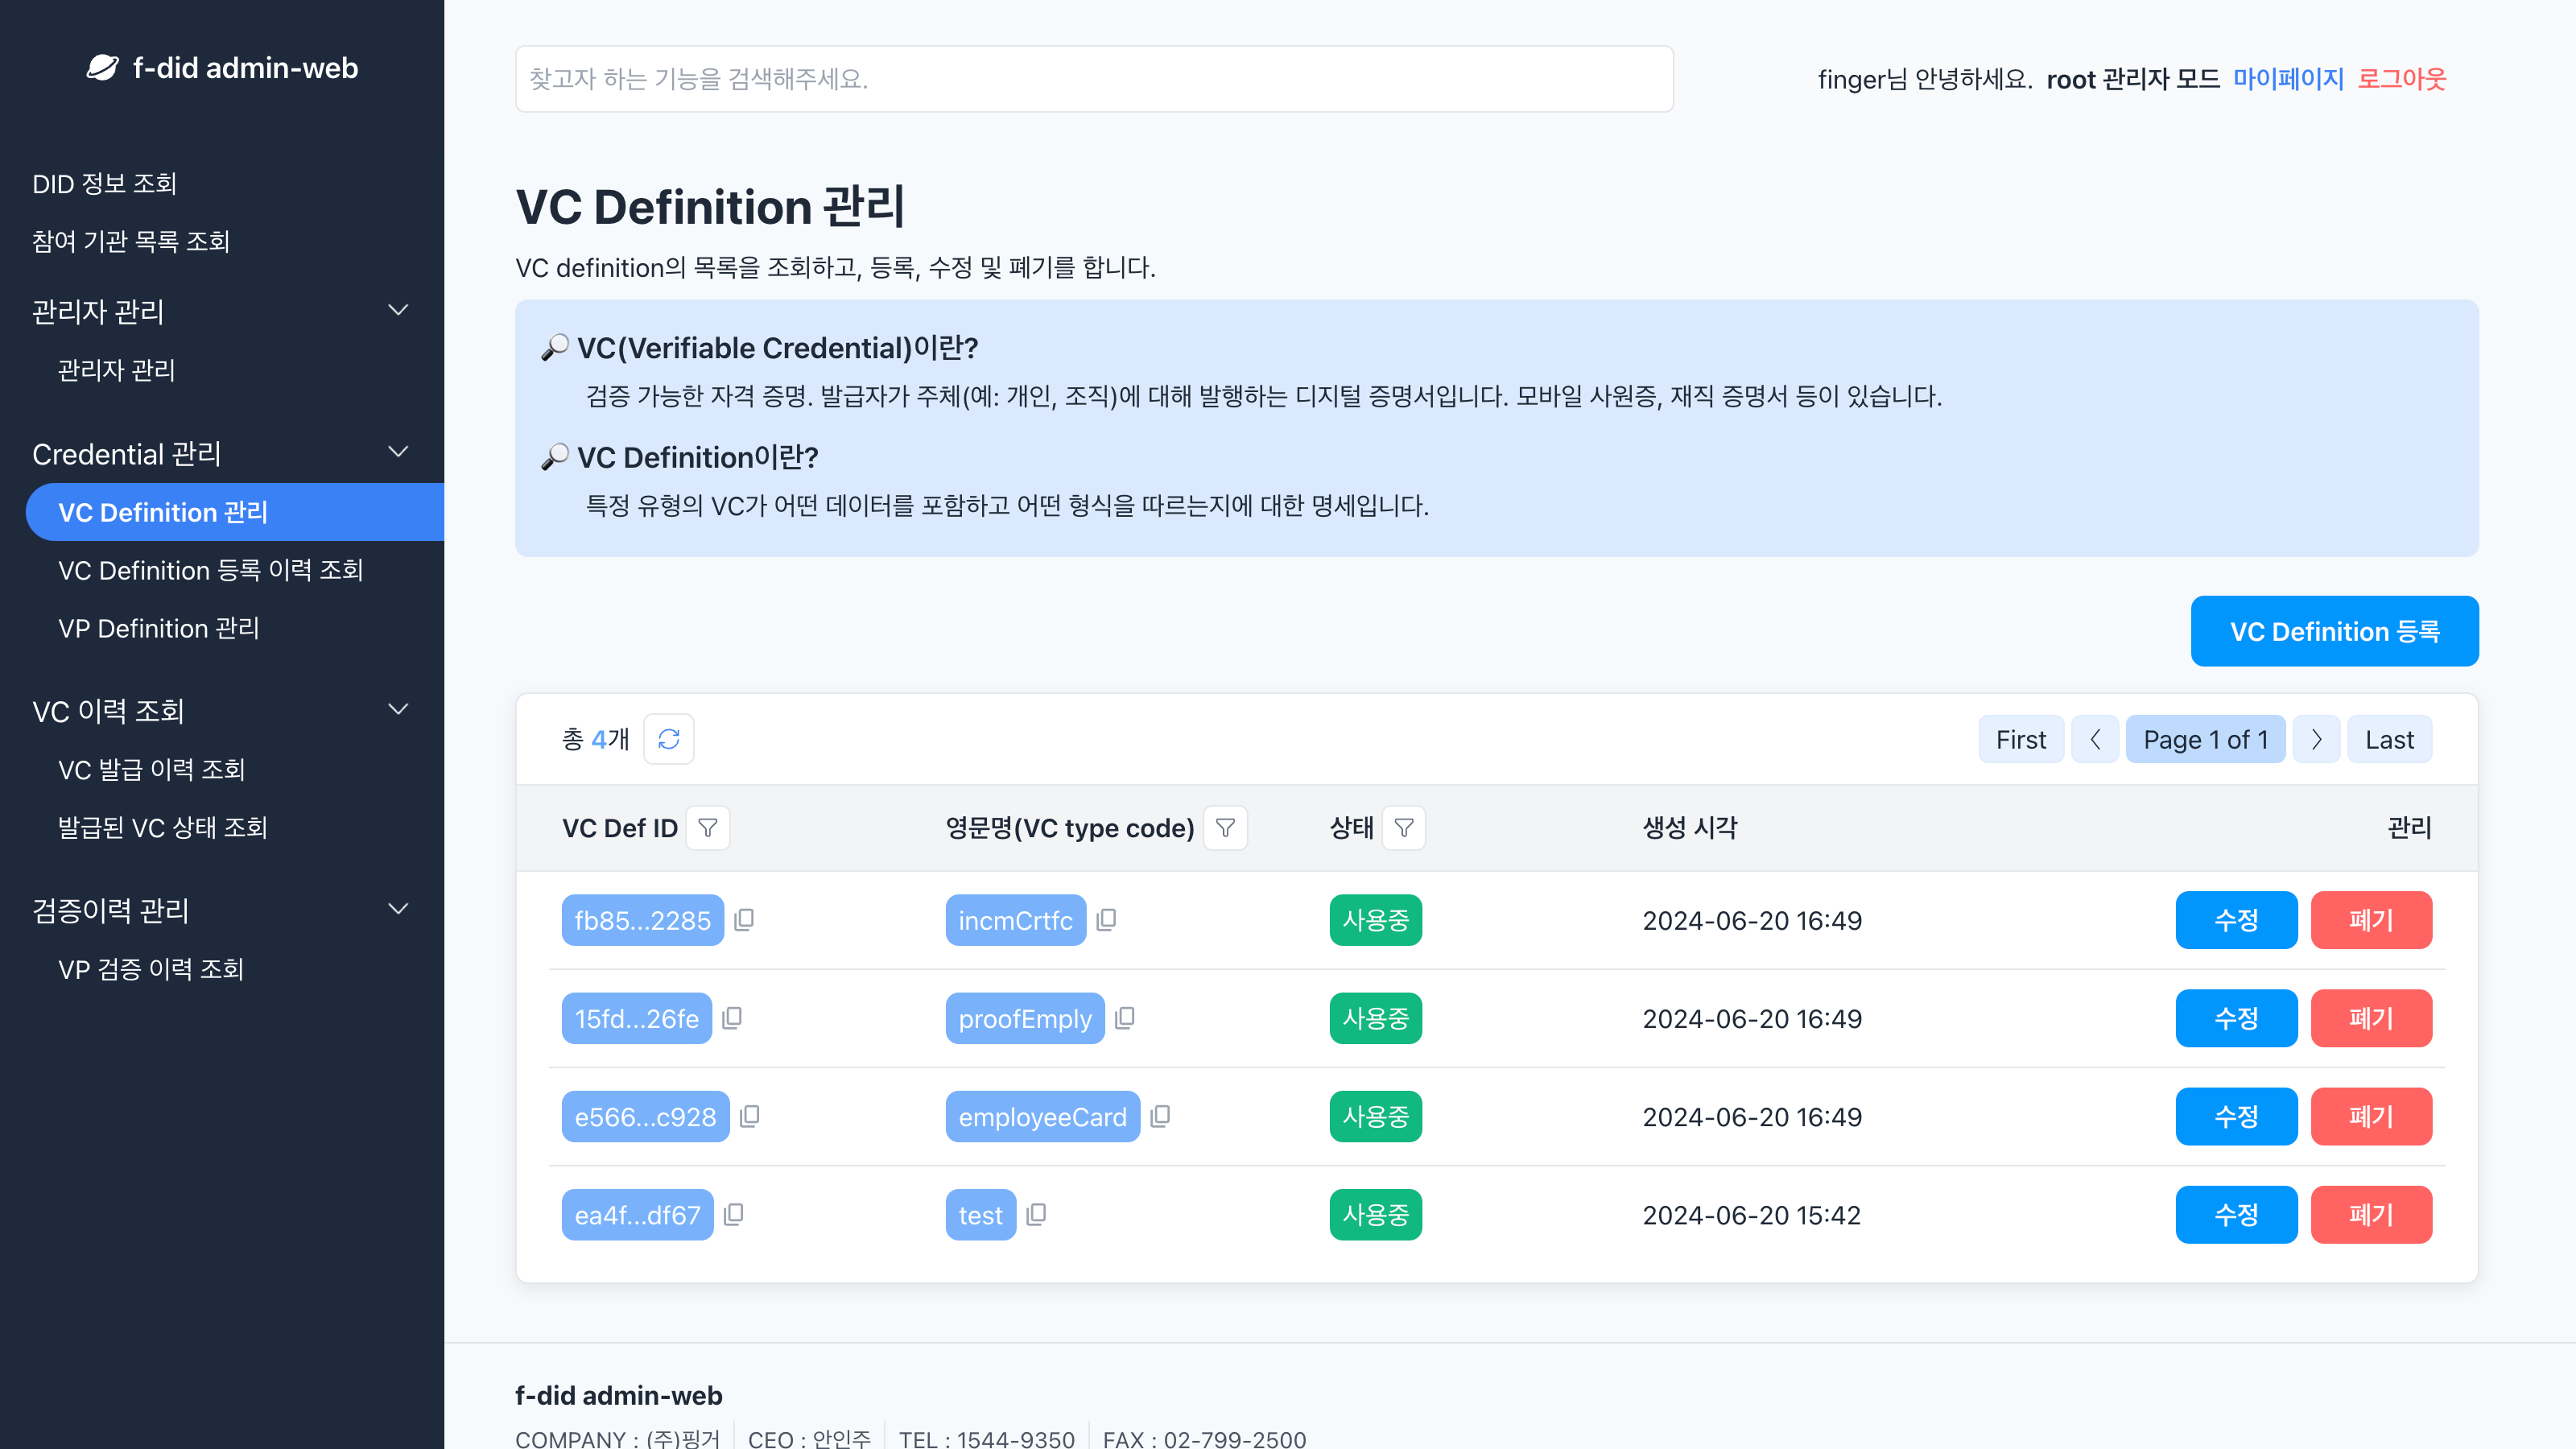 f-did admin-web
DID 정보 조회
참여 기관 목록 조회
관리자 관리
관리자 관리
Credential 관리
VC Definition 관리
VC Definition 등록 이력 조회
VP Definition 관리
VC 이력 조회
VC 발급 이력 조회
발급된 VC 상태 조회
검증이력 관리
VP 검증 이력 조회
찾고자 하는 기능을 검색해주세요.
finger님 안녕하세요. root 관리자 모드 마이페이지 로그아웃
VC Definition 관리
VC definition의 목록을 조회하고, 등록, 수정 및 폐기를 합니다.
VC(Verifiable Credential)이란?
검증 가능한 자격 증명. 발급자가 주체(예: 개인, 조직)에 대해 발행하는 디지털 증명서입니다. 모바일 사원증, 재직 증명서 등이 있습니다.
VC Definition이란?
특정 유형의 VC가 어떤 데이터를 포함하고 어떤 형식을 따르는지에 대한 명세입니다.
VC Definition 등록
총 4개 First Page 1 of 1 Last
VC Def ID 영문명(VC type code) 상태 생성 시각 관리
fb85...2285 incmCrtfc 사용중 2024-06-20 16:49 수정 폐기
15fd...26fe proofEmply 사용중 2024-06-20 16:49 수정 폐기
e566...c928 employeeCard 사용중 2024-06-20 16:49 수정 폐기
ea4f...df67 test 사용중 2024-06-20 15:42 수정 폐기
f-did admin-web
COMPANY : (주)핑거 CEO : 안인주 TEL : 1544-9350 FAX : 02-799-2500